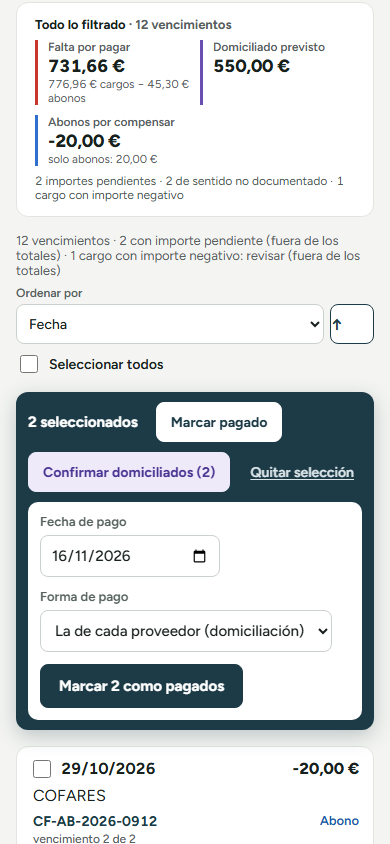 Todo lo filtrado · 12 vencimientos
Falta por pagar
731,66 €
776,96 € cargos − 45,30 €
abonos
Domiciliado previsto
550,00 €
Abonos por compensar
-20,00 €
solo abonos: 20,00 €
2 importes pendientes · 2 de sentido no documentado · 1
cargo con importe negativo
12 vencimientos · 2 con importe pendiente (fuera de los
totales) · 1 cargo con importe negativo: revisar (fuera de los
totales)
Ordenar por
Fecha
↑
Seleccionar todos
2 seleccionados
Marcar pagado
Confirmar domiciliados (2)
Quitar selección
Fecha de pago
16/11/2026
Forma de pago
La de cada proveedor (domiciliación)
Marcar 2 como pagados
29/10/2026
-20,00 €
COFARES
CF-AB-2026-0912
Abono
vencimiento 2 de 2